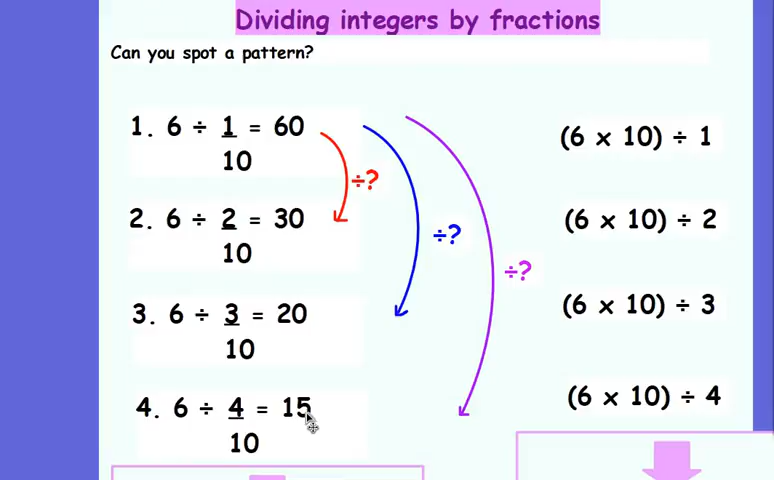 Dividing integers by fractions
Can you spot a pattern?
1. 6 ÷ 1 = 60
10
÷?
2. 6 ÷ 2 = 30
10
÷?
÷?
3. 6 ÷ 3 = 20
10
4. 6 ÷ 4 = 15
10
(6 x 10) ÷ 1
(6 x 10) ÷ 2
(6 x 10) ÷ 3
(6 x 10) ÷ 4